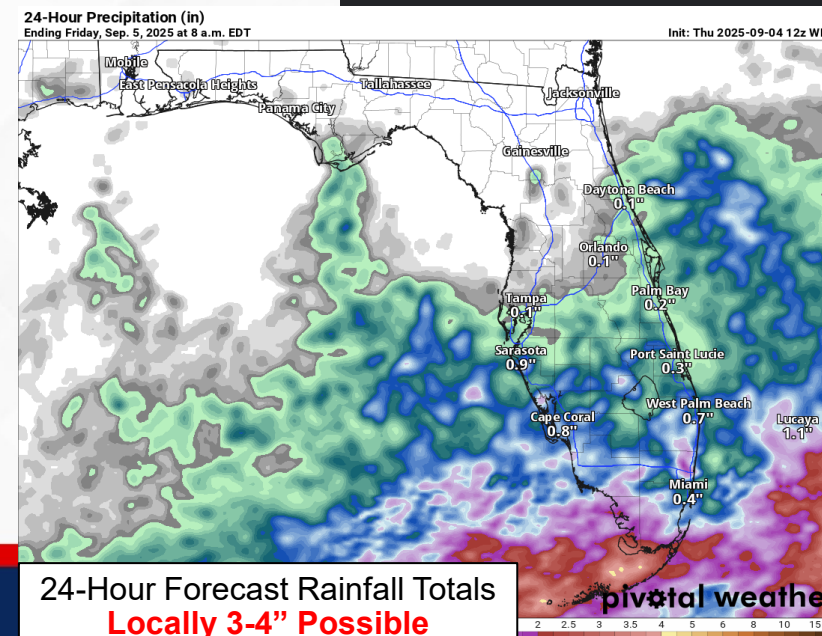 24-Hour Precipitation (in)
Ending Friday, Sep. 5, 2025 at 8 a.m. EDT
Init: Thu 2025-09-04 12z
Mobile
East Pensacola Heights
Tallahassee
Jacksonville
Panama City
Gainesville
Daytona Beach
0.1"
Orlando
0.1"
Palm Bay
0.2"
Tampa
0.1"
Sarasota
0.9"
Port Saint Lucie
0.3"
West Palm Beach
0.7"
Cape Coral
0.8"
Lucaya
1.1"
Miami
0.4"
24-Hour Forecast Rainfall Totals
Locally 3-4” Possible
pivotal weathe
2 2.5 3 3.5 4 5 6 8 10 15